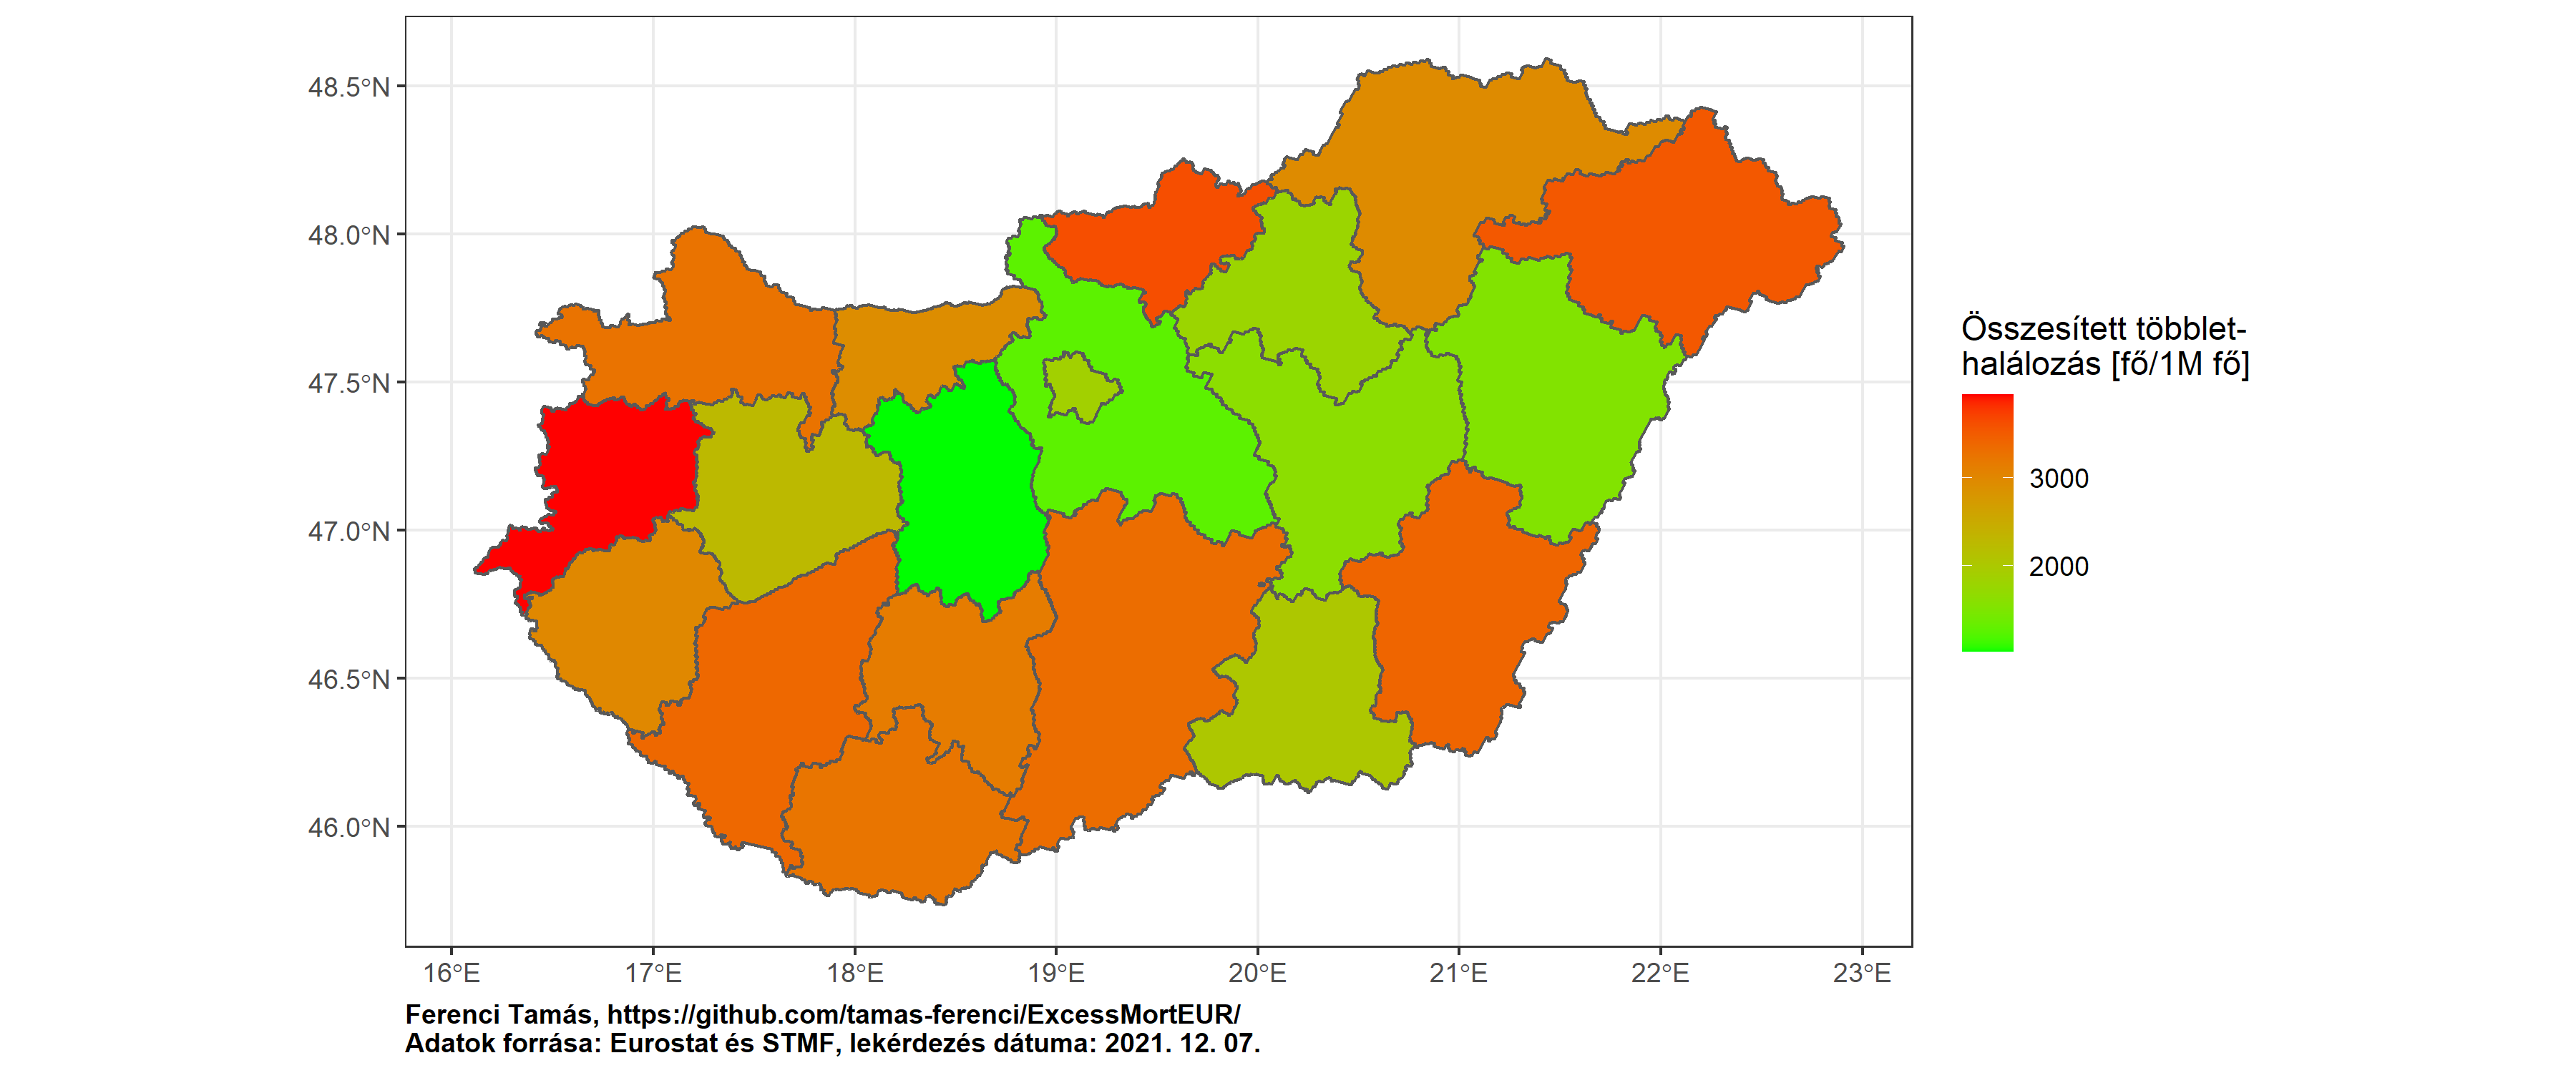 48.5°N
48.0°N
47.5°N
47.0°N
46.5°N
46.0°N
16°E
17°E
18°E
19°E
20°E
21°E
22°E
23°E
Összesített többlet-
halálozás [fő/1M fő]
3000
2000
Ferenci Tamás, https://github.com/tamas-ferenci/ExcessMortEUR/
Adatok forrása: Eurostat és STMF, lekérdezés dátuma: 2021. 12. 07.